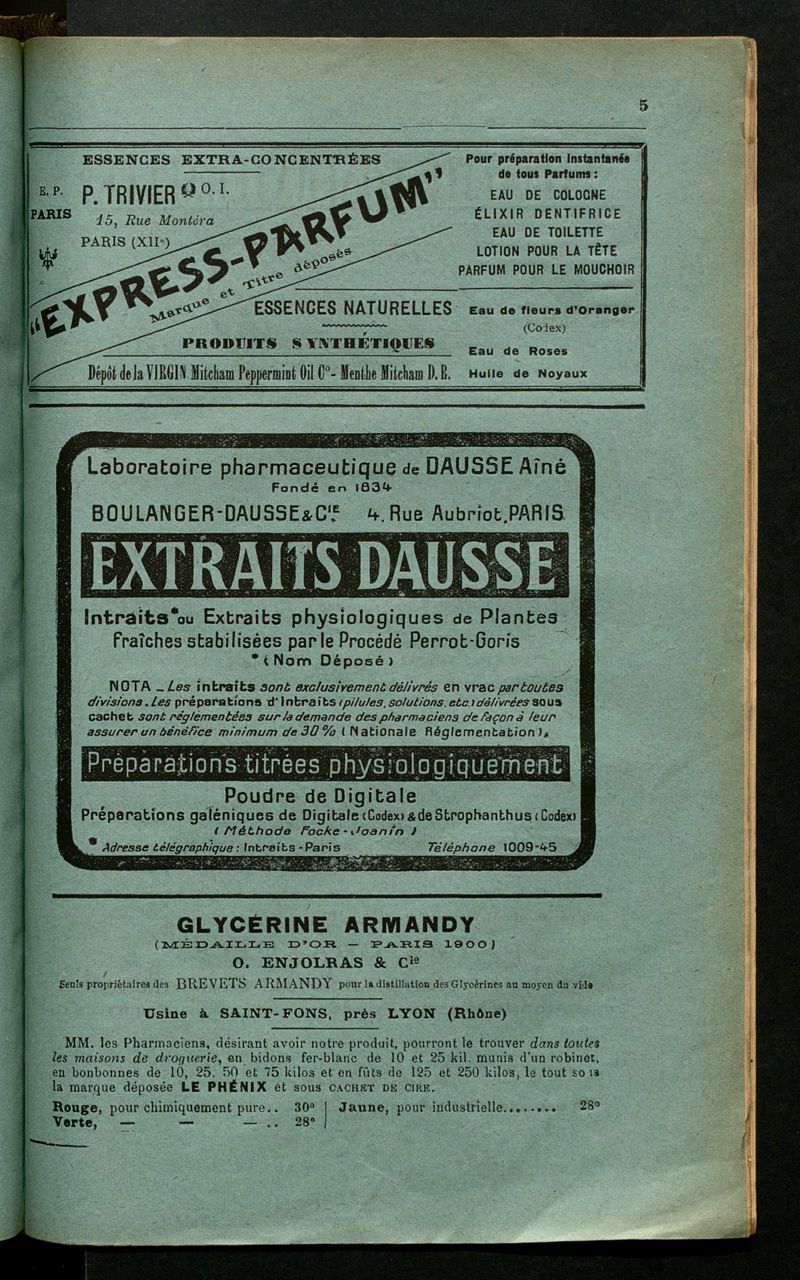 5
ESSENCES EXTRA-CONCENTRÉES
E. P.
PARIS
P. TRIVIER O. I.
15, Rue Montéra
PARIS (XIIe)
"EXPRESS-PARFUM"
Marque et Titre déposés
Pour préparation instantanée
de tous Parfums :
EAU DE COLOGNE
ÉLIXIR DENTIFRICE
EAU DE TOILETTE
LOTION POUR LA TÊTE
PARFUM POUR LE MOUCHOIR
ESSENCES NATURELLES
PRODUITS SYNTHÉTIQUES
Eau de fleurs d'Oranger
(Codex)
Eau de Roses
Huile de Noyaux
Dépôt de la VIRGIN Mitcham Peppermint Oil Co - Menthe Mitcham D. R.
Laboratoire pharmaceutique de DAUSSE Aîné
Fondé en 1834
BOULANGER-DAUSSE & Cie 4. Rue Aubriot. PARIS
EXTRAITS DAUSSE
Intraits* ou Extraits physiologiques de Plantes
Fraîches stabilisées par le Procédé Perrot-Goris
* (Nom Déposé)
NOTA _ Les intraits sont exclusivement délivrés en vrac par toutes
divisions. Les préparations d'Intraits (pilules, solutions, etc.) délivrées sous
cachet sont réglementées sur la demande des pharmaciens de façon à leur
assurer un bénéfice minimum de 30 % (Nationale Réglementation).
Préparations titrées physiologiquement
Poudre de Digitale
Préparations galéniques de Digitale (Codex) & de Strophanthus (Codex)
(Méthode Focke-Joanin)
* Adresse télégraphique : Intraits-Paris Téléphone 1009-45
GLYCÉRINE ARMANDY
(MÉDAILLE D'OR — PARIS 1900)
O. ENJOLRAS & Cie
Seuls propriétaires des BREVETS ARMANDY pour la distillation des Glycérines au moyen du vide
Usine à SAINT-FONS, près LYON (Rhône)
MM. les Pharmaciens, désirant avoir notre produit, pourront le trouver dans toutes
les maisons de droguerie, en bidons fer-blanc de 10 et 25 kil. munis d'un robinet,
en bonbonnes de 10, 25. 50 et 75 kilos et en fûts de 125 et 250 kilos, le tout sous
la marque déposée LE PHÉNIX et sous CACHET DE CIRE.
Rouge, pour chimiquement pure.. 30° | Jaune, pour industrielle........ 28°
Verte, — — — .. 28° |